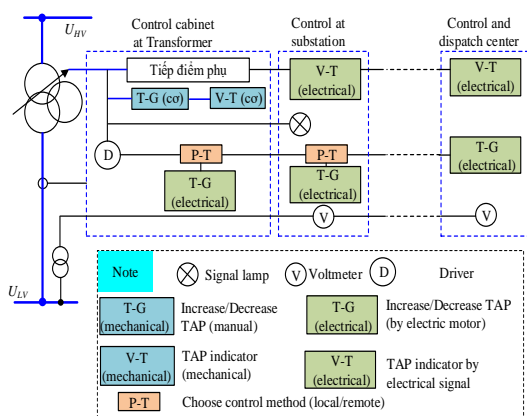 U_HV
Control cabinet
at Transformer
Control at
substation
Control and
dispatch center
Tiếp điểm phụ
V-T
(electrical)
V-T
(electrical)
T-G (cơ)
V-T (cơ)
D
P-T
P-T
T-G
(electrical)
T-G
(electrical)
T-G
(electrical)
V
V
U_LV
Note
Signal lamp
V
Voltmeter
D
Driver
T-G
(mechanical)
Increase/Decrease
TAP (manual)
T-G
(electrical)
Increase/Decrease TAP
(by electric motor)
V-T
(mechanical)
TAP indicator
(mechanical)
V-T
(electrical)
TAP indicator by
electrical signal
P-T
Choose control method (local/remote)